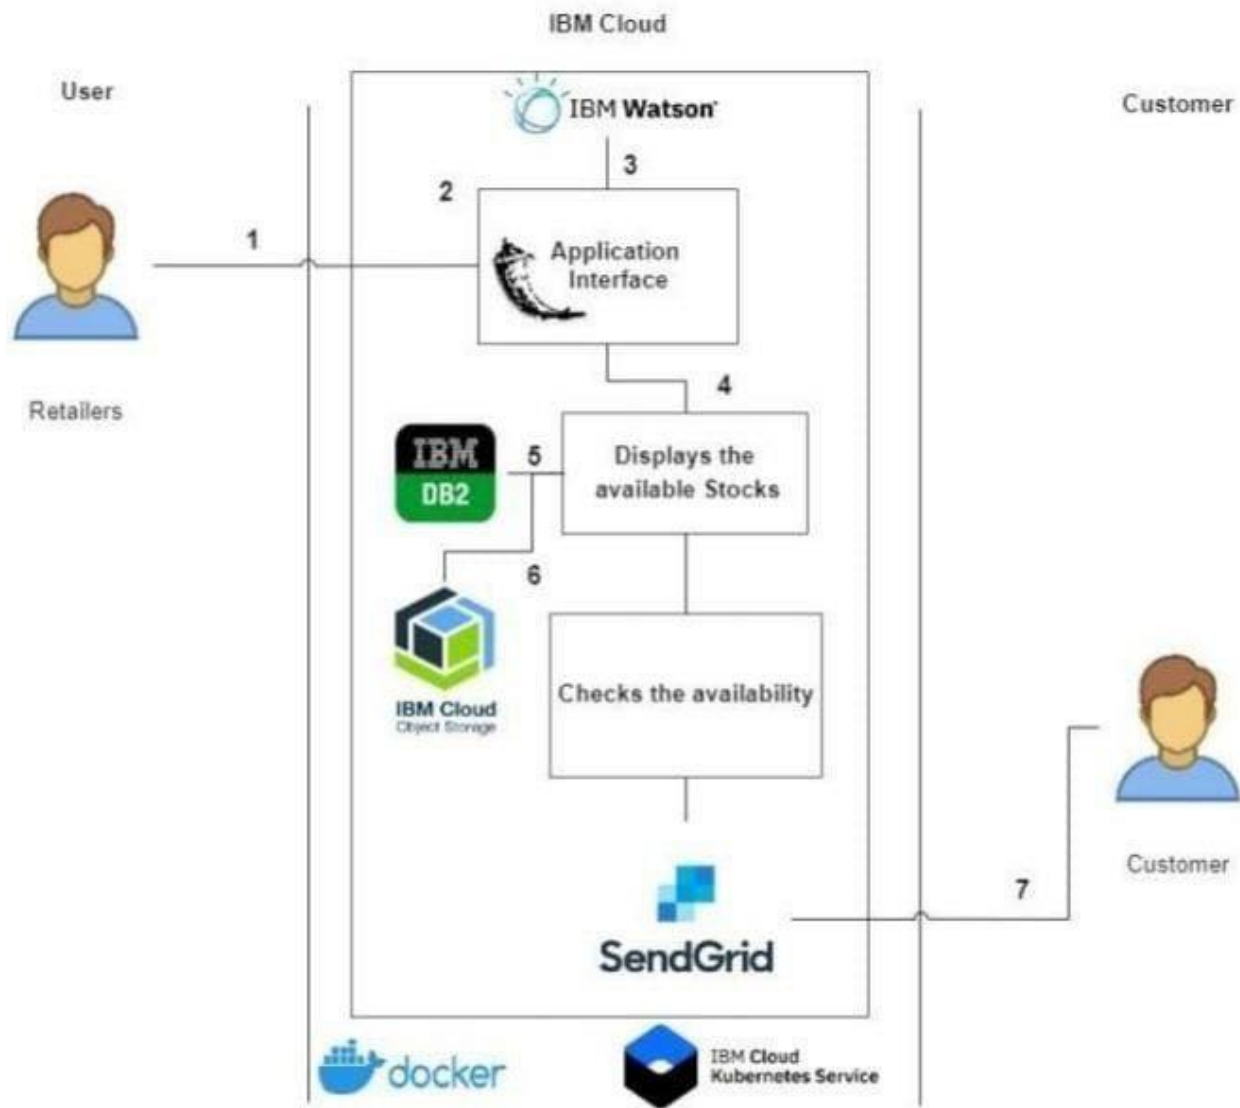 IBM Cloud
User
Customer
IBM Watson
3
2
1
Application
Interface
4
Retailers
IBM
DB2
5
Displays the
available Stocks
6
IBM Cloud
Object Storage
Checks the availability
Customer
7
SendGrid
docker
IBM Cloud
Kubernetes Service